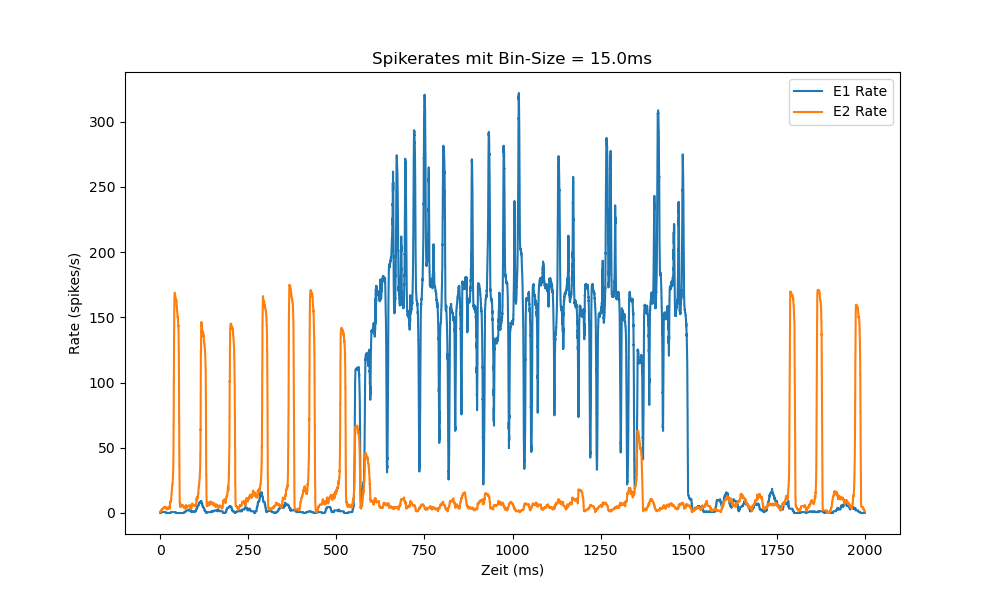 Spikerates mit Bin-Size = 15.0ms
E1 Rate
E2 Rate
Rate (spikes/s)
300
250
200
150
100
50
0
0 250 500 750 1000 1250 1500 1750 2000
Zeit (ms)